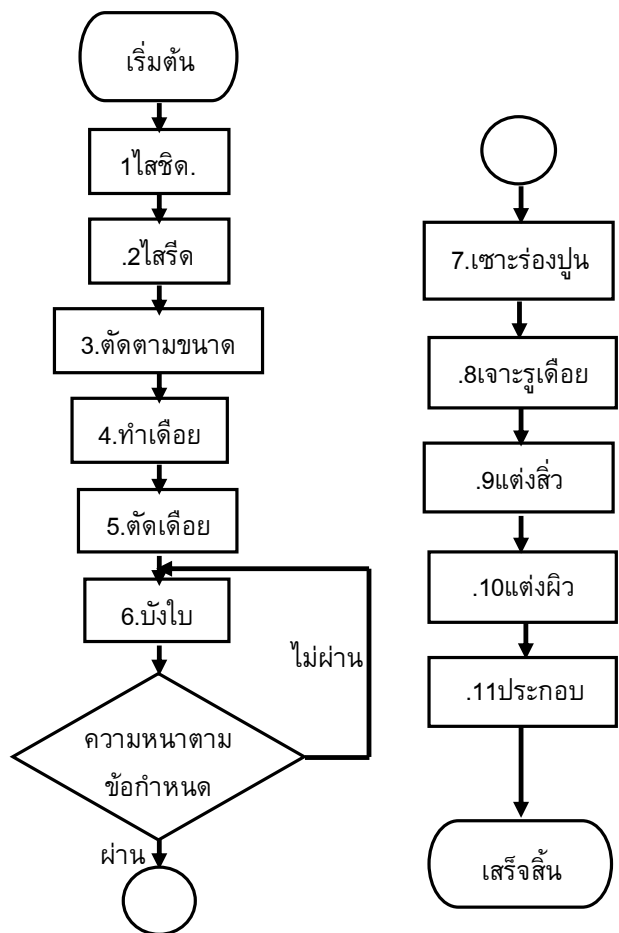 เริ่มต้น
1ไสชิด.
.2ไสรีด
3.ตัดตามขนาด
4.ทำเดือย
5.ตัดเดือย
6.บังใบ
ไม่ผ่าน
ความหนาตาม
ข้อกำหนด
ผ่าน
7.เซาะร่องปูน
.8เจาะรูเดือย
.9แต่งสิ่ว
.10แต่งผิว
.11ประกอบ
เสร็จสิ้น